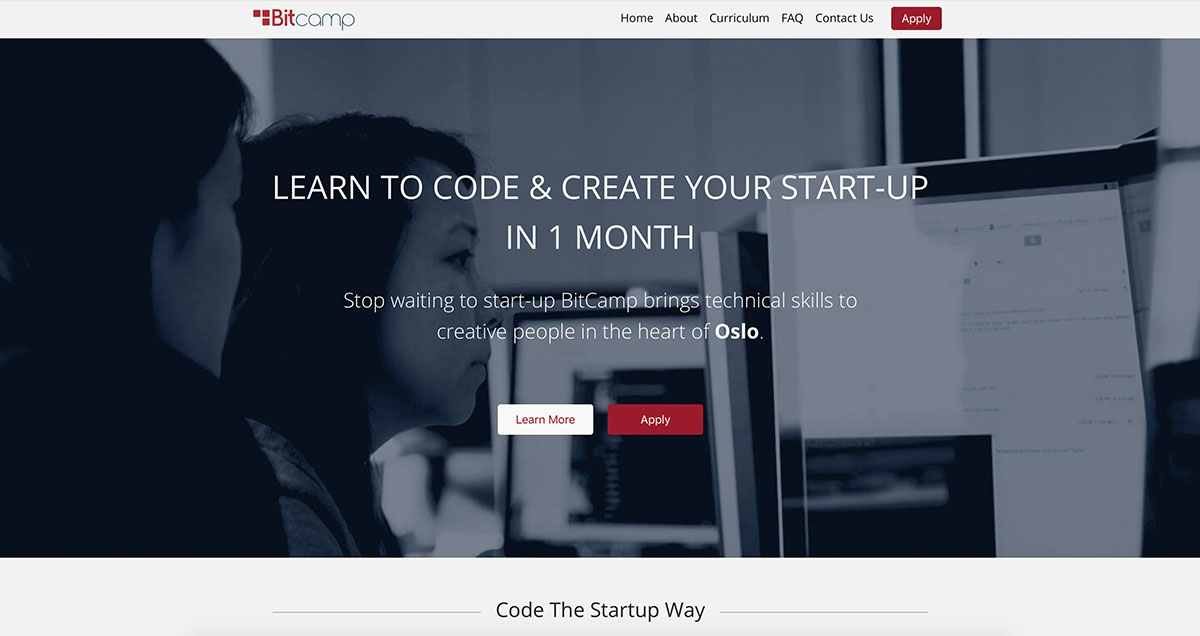 Bitcamp
Home About Curriculum FAQ Contact Us Apply
LEARN TO CODE & CREATE YOUR START-UP
IN 1 MONTH
Stop waiting to start-up BitCamp brings technical skills to
creative people in the heart of Oslo.
Learn More Apply
Code The Startup Way